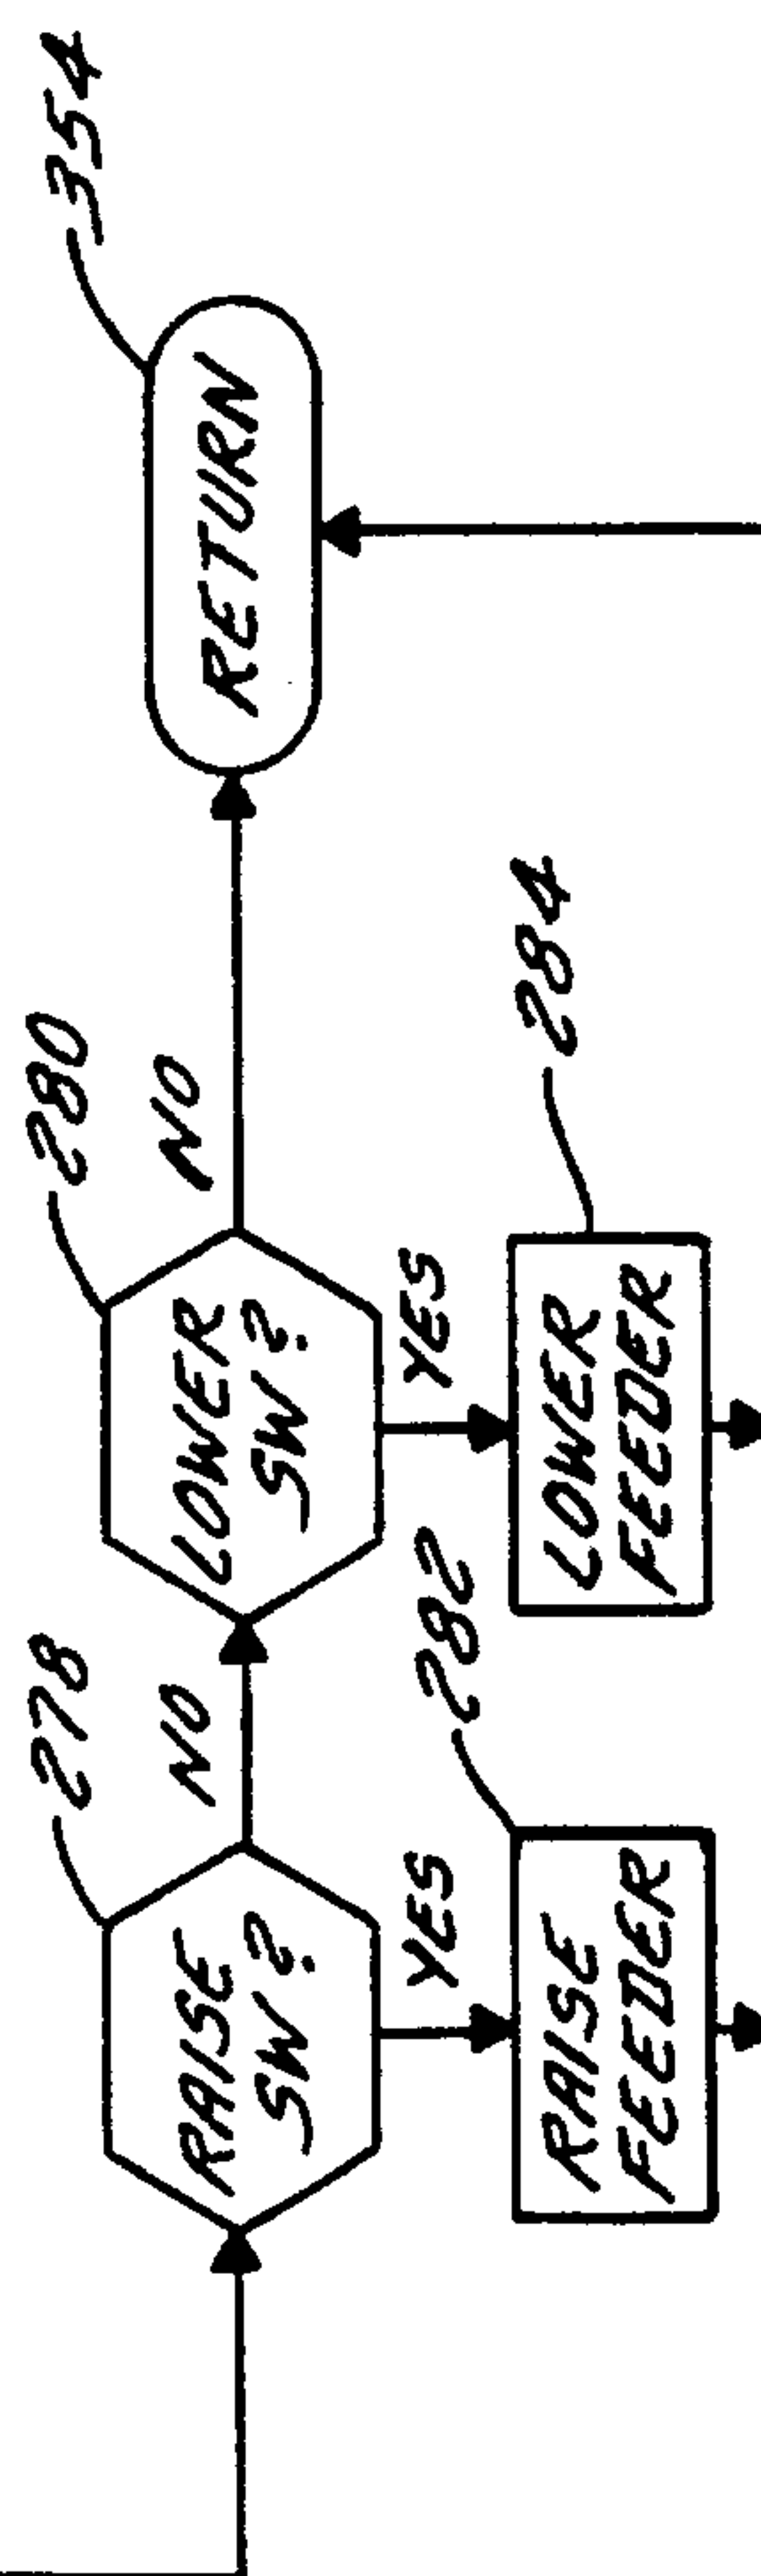 278
RAISE
SW?
NO
YES
282
RAISE
FEEDER
280
LOWER
SW?
NO
YES
284
LOWER
FEEDER
354
RETURN